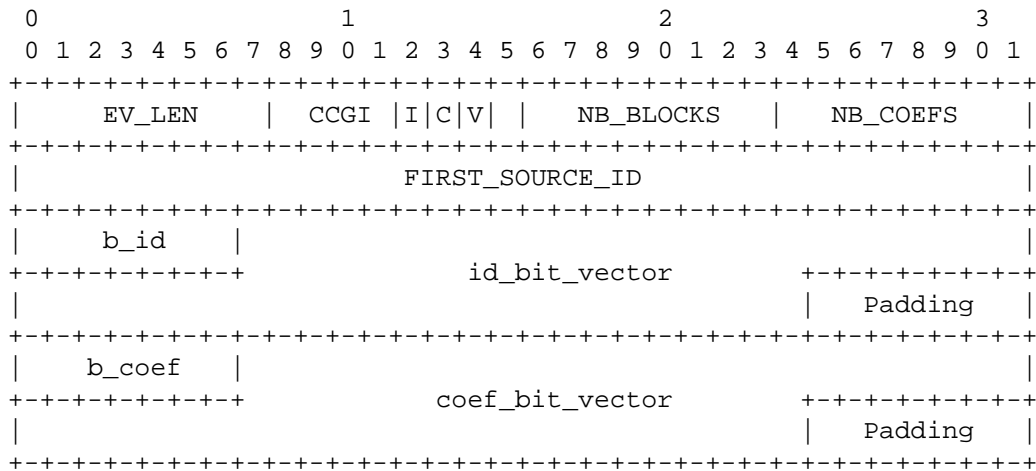 0                   1                   2                   3
 0 1 2 3 4 5 6 7 8 9 0 1 2 3 4 5 6 7 8 9 0 1 2 3 4 5 6 7 8 9 0 1
+-+-+-+-+-+-+-+-+-+-+-+-+-+-+-+-+-+-+-+-+-+-+-+-+-+-+-+-+-+-+-+-+
|     EV_LEN    |  CCGI |I|C|V| |   NB_BLOCKS   |   NB_COEFS    |
+-+-+-+-+-+-+-+-+-+-+-+-+-+-+-+-+-+-+-+-+-+-+-+-+-+-+-+-+-+-+-+-+
|                        FIRST_SOURCE_ID                        |
+-+-+-+-+-+-+-+-+-+-+-+-+-+-+-+-+-+-+-+-+-+-+-+-+-+-+-+-+-+-+-+-+
|     b_id    |                                                 |
+-+-+-+-+-+-+-+              id_bit_vector        +-+-+-+-+-+-+-+
|                                                 |   Padding   |
+-+-+-+-+-+-+-+-+-+-+-+-+-+-+-+-+-+-+-+-+-+-+-+-+-+-+-+-+-+-+-+-+
|    b_coef   |                                                 |
+-+-+-+-+-+-+-+            coef_bit_vector        +-+-+-+-+-+-+-+
|                                                 |   Padding   |
+-+-+-+-+-+-+-+-+-+-+-+-+-+-+-+-+-+-+-+-+-+-+-+-+-+-+-+-+-+-+-+-+